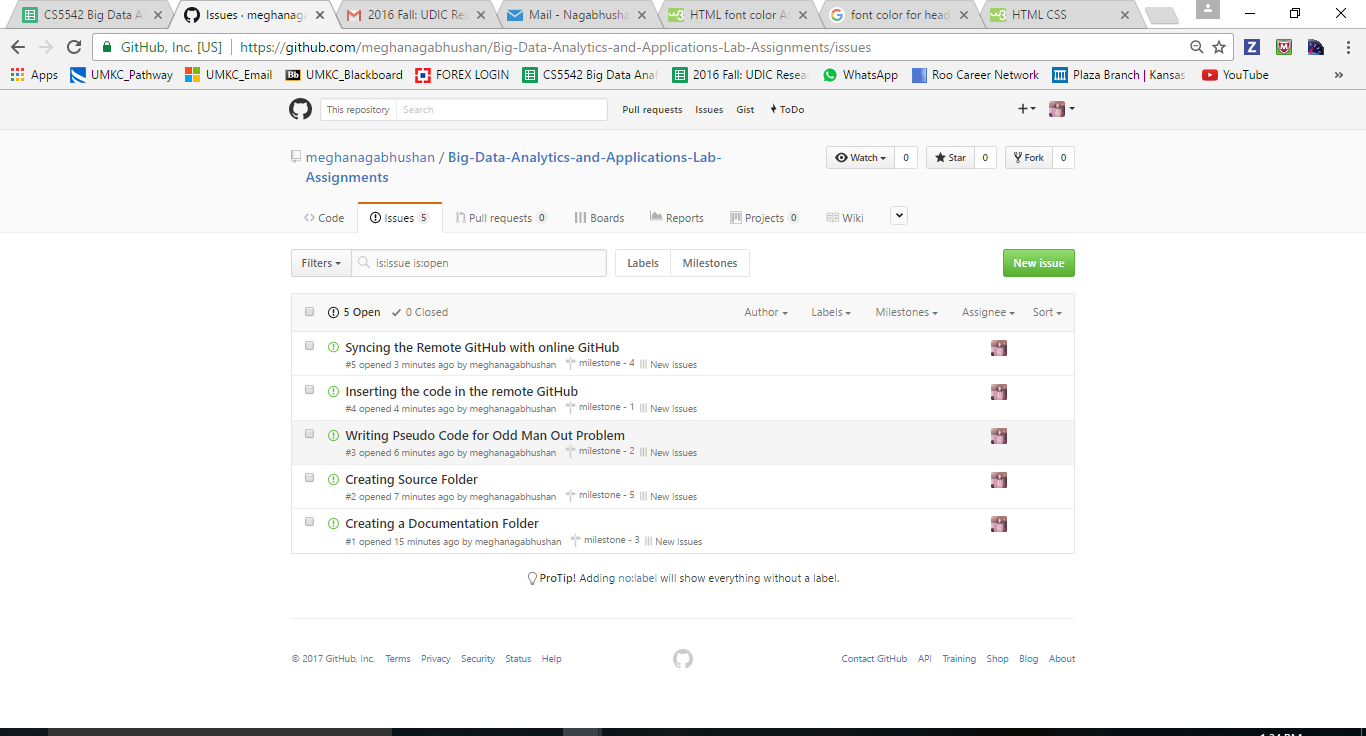 CS5542 Big Data A
Issues · meghanaga
2016 Fall: UDIC Res
Mail - Nagabhusha
HTML font color A
font color for head
HTML CSS
GitHub, Inc. [US] https://github.com/meghanagabhushan/Big-Data-Analytics-and-Applications-Lab-Assignments/issues
Apps UMKC_Pathway UMKC_Email Bb UMKC_Blackboard FOREX LOGIN CS5542 Big Data Anal 2016 Fall: UDIC Resea WhatsApp Roo Career Network Plaza Branch | Kansas YouTube »
This repository Search Pull requests Issues Gist ToDo
meghanagabhushan / Big-Data-Analytics-and-Applications-Lab-
Assignments
Watch 0 Star 0 Fork 0
Code Issues 5 Pull requests 0 Boards Reports Projects 0 Wiki
Filters is:issue is:open Labels Milestones New issue
5 Open 0 Closed Author Labels Milestones Assignee Sort
Syncing the Remote GitHub with online GitHub
#5 opened 3 minutes ago by meghanagabhushan milestone - 4 New Issues
Inserting the code in the remote GitHub
#4 opened 4 minutes ago by meghanagabhushan milestone - 1 New Issues
Writing Pseudo Code for Odd Man Out Problem
#3 opened 6 minutes ago by meghanagabhushan milestone - 2 New Issues
Creating Source Folder
#2 opened 7 minutes ago by meghanagabhushan milestone - 5 New Issues
Creating a Documentation Folder
#1 opened 15 minutes ago by meghanagabhushan milestone - 3 New Issues
ProTip! Adding no:label will show everything without a label.
© 2017 GitHub, Inc. Terms Privacy Security Status Help Contact GitHub API Training Shop Blog About